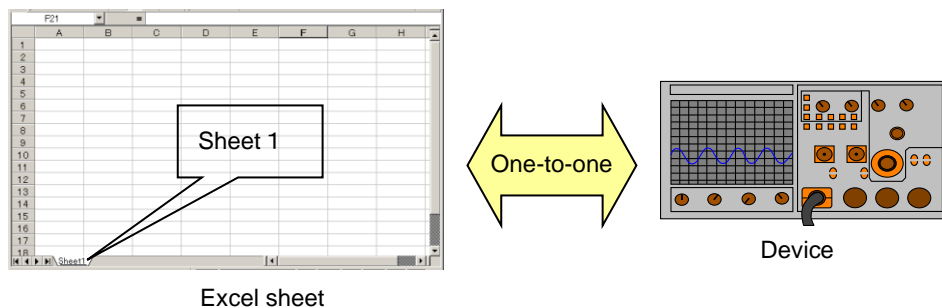 F21 =
A B C D E F G H
1
2
3
4
5
6
7
8
9
10
11
12
13
14
15
16
17
18
Sheet1
Sheet 1
One-to-one
Device
Excel sheet